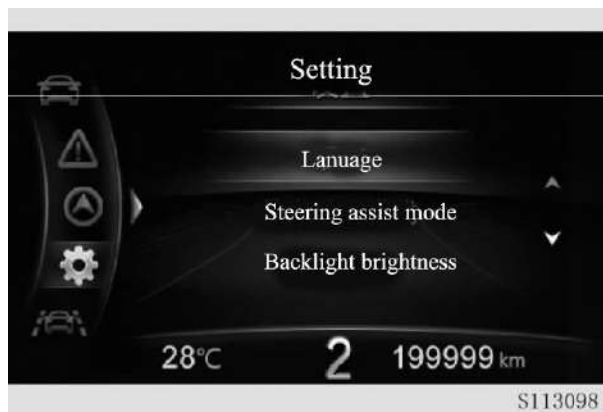 Setting
Lanuage
Steering assist mode
Backlight brightness
28°C 2 199999 km
S113098